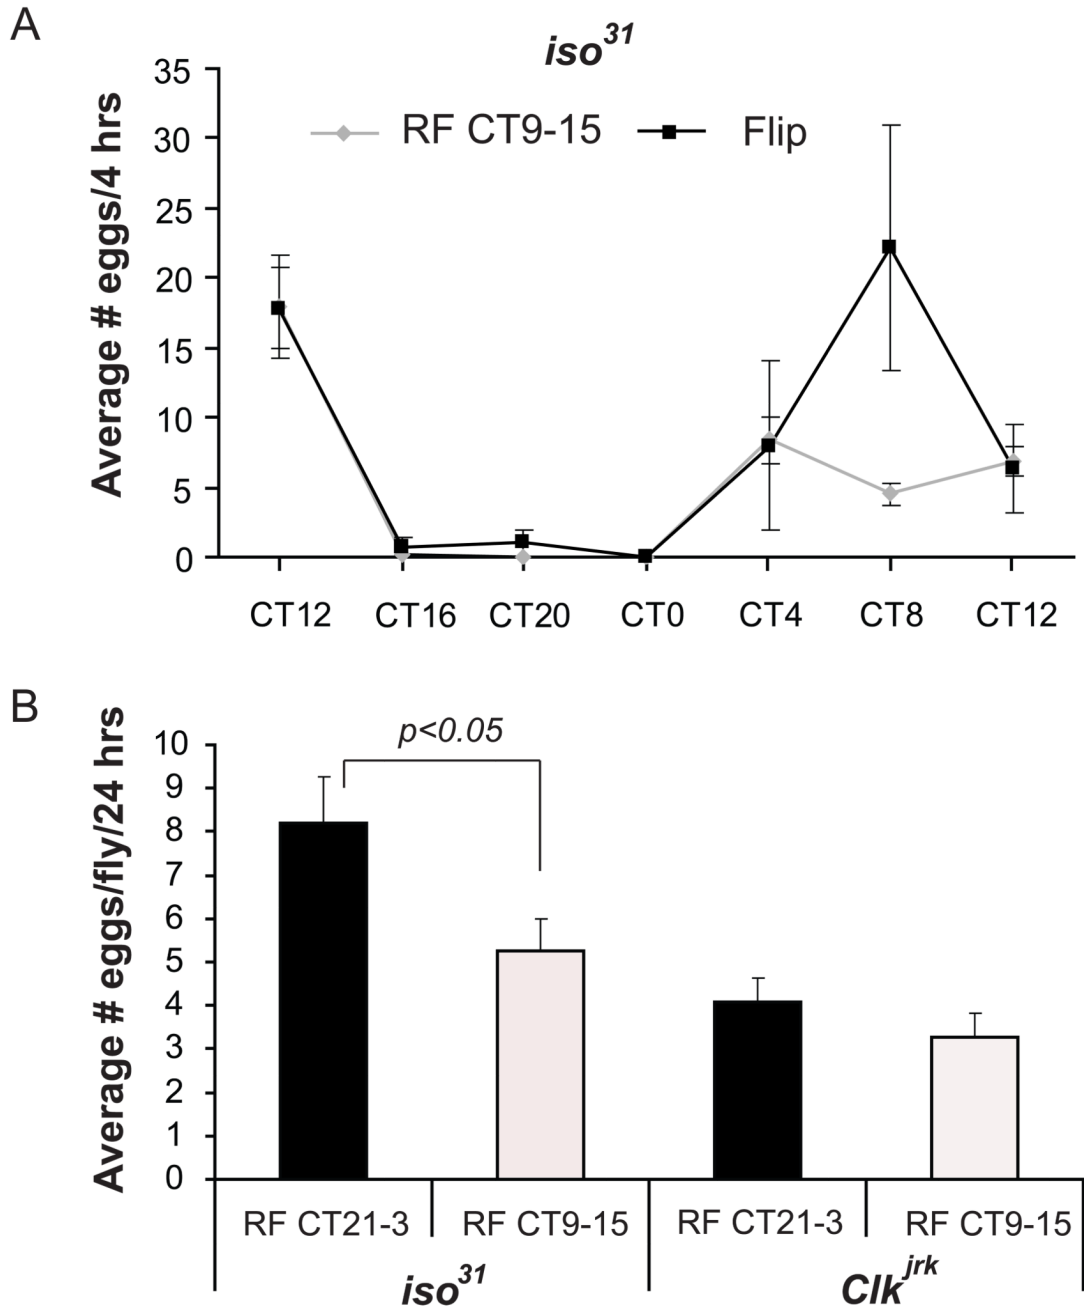 A
iso³¹
RF CT9-15 Flip
Average # eggs/4 hrs
35
30
25
20
15
10
5
0
CT12 CT16 CT20 CT0 CT4 CT8 CT12
B
p<0.05
Average # eggs/fly/24 hrs
10
9
8
7
6
5
4
3
2
1
0
RF CT21-3 RF CT9-15 RF CT21-3 RF CT9-15
iso³¹ Clk^jrk